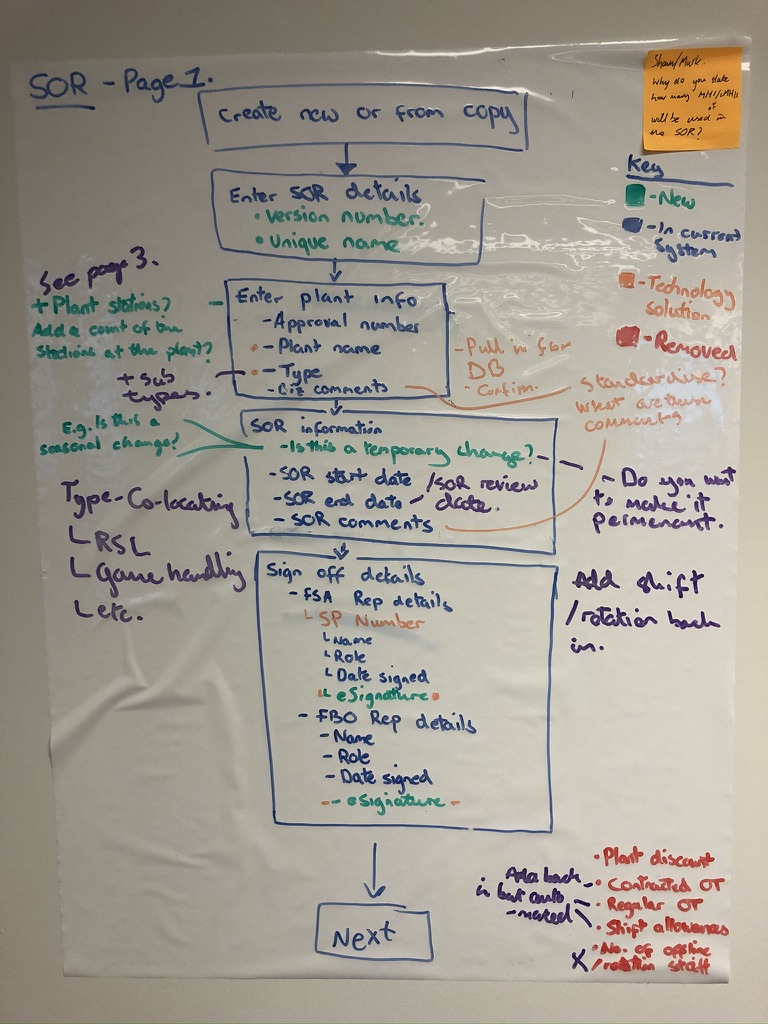 SOR - Page 1.
Create new or from copy
Shaun/Mark.
Why do you state
how many MHI/OMHIs
will be used in
SOR?
Key
- New
- In current
System
- Technology
solution
- Removed
Enter SOR details
• Version number.
• Unique name
See page 3.
+ Plant stations?
Add a count of the
stations at the plant?
+ sub
types.
Enter plant info
- Approval number
- Plant name
- Type
- Biz comments
- Pull in from
DB
- Confirm.
Standardise?
What are these
comments
E.g. Is this a
seasonal change?
SOR information
- Is this a temporary change?
- SOR start date
- SOR end date
/SOR review
date.
- SOR comments
- Do you want
to make it
permenant.
Type - Co-locating
└ RSL
└ Game handling
└ etc.
Sign off details
- FSA Rep details
└ SP Number
└ Name
└ Role
└ Date signed
└ eSignature
- FBO Rep details
- Name
- Role
- Date signed
- eSignature
Add shift
/rotation back
in.
Next
Add back
in but auto
-mated
• Plant discount
• Contracted OT
• Regular OT
• Shift allowances
X • No. of offline
/rotation staff